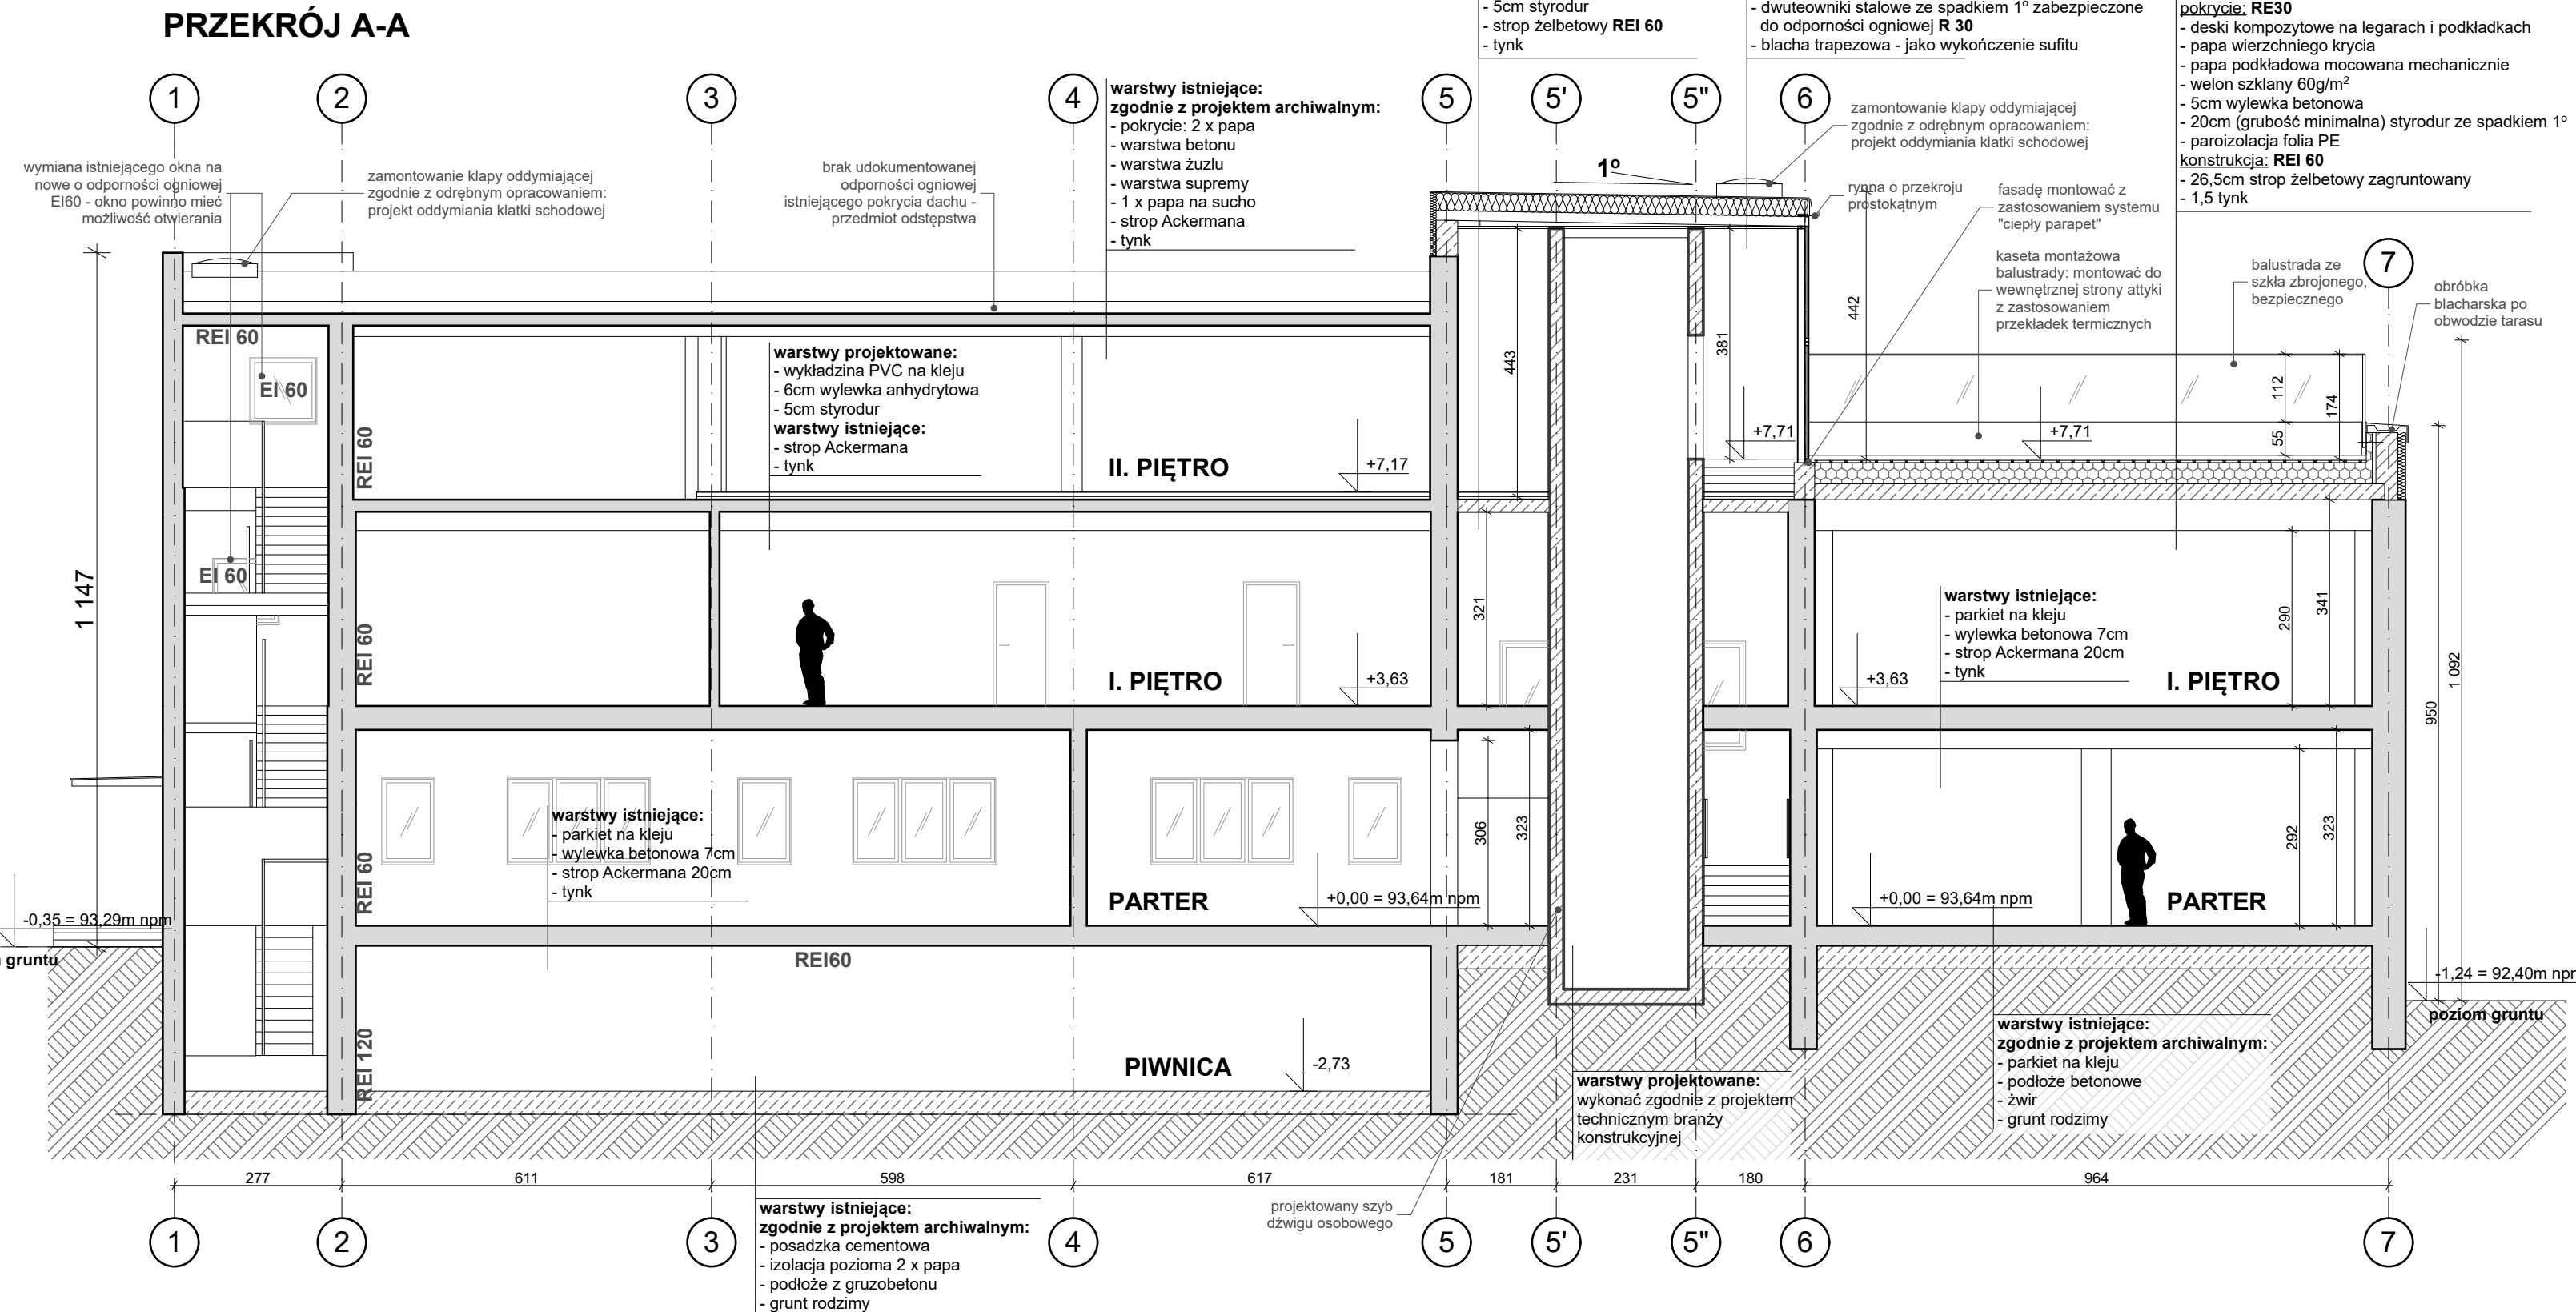 PRZEKRÓJ A-A
- 5cm styrodur
- strop żelbetowy REI 60
- tynk
- dwuteowniki stalowe ze spadkiem 1º zabezpieczone
do odporności ogniowej R 30
- blacha trapezowa - jako wykończenie sufitu
pokrycie: RE30
- deski kompozytowe na legarach i podkładkach
- papa wierzchniego krycia
- papa podkładowa mocowana mechanicznie
- welon szklany 60g/m²
- 5cm wylewka betonowa
- 20cm (grubość minimalna) styrodur ze spadkiem 1º
- paroizolacja folia PE
konstrukcja: REI 60
- 26,5cm strop żelbetowy zagruntowany
- 1,5 tynk
1
2
3
4
5
5'
5"
6
7
warstwy istniejące:
zgodnie z projektem archiwalnym:
- pokrycie: 2 x papa
- warstwa betonu
- warstwa żuzlu
- warstwa supremy
- 1 x papa na sucho
- strop Ackermana
- tynk
wymiana istniejącego okna na
nowe o odporności ogniowej
EI60 - okno powinno mieć
możliwość otwierania
zamontowanie klapy oddymiającej
zgodnie z odrębnym opracowaniem:
projekt oddymiania klatki schodowej
brak udokumentowanej
odporności ogniowej
istniejącego pokrycia dachu -
przedmiot odstępstwa
1º
zamontowanie klapy oddymiającej
zgodnie z odrębnym opracowaniem:
projekt oddymiania klatki schodowej
rynna o przekroju
prostokątnym
fasadę montować z
zastosowaniem systemu
"ciepły parapet"
kaseta montażowa
balustrady: montować do
wewnętrznej strony attyki
z zastosowaniem
przekładek termicznych
balustrada ze
szkła zbrojonego,
bezpiecznego
obróbka
blacharska po
obwodzie tarasu
REI 60
EI 60
REI 60
warstwy projektowane:
- wykładzina PVC na kleju
- 6cm wylewka anhydrytowa
- 5cm styrodur
warstwy istniejące:
- strop Ackermana
- tynk
II. PIĘTRO
+7,17
443
381
442
+7,71
+7,71
112
55
174
1 147
EI 60
REI 60
I. PIĘTRO
+3,63
321
+3,63
warstwy istniejące:
- parkiet na kleju
- wylewka betonowa 7cm
- strop Ackermana 20cm
- tynk
I. PIĘTRO
290
341
950
1 092
warstwy istniejące:
- parkiet na kleju
- wylewka betonowa 7cm
- strop Ackermana 20cm
- tynk
REI 60
PARTER
+0,00 = 93,64m npm
306
323
+0,00 = 93,64m npm
PARTER
292
323
-0,35 = 93,29m npm
gruntu
REI60
REI 120
PIWNICA
-2,73
-1,24 = 92,40m npm
poziom gruntu
warstwy projektowane:
wykonać zgodnie z projektem
technicznym branży
konstrukcyjnej
warstwy istniejące:
zgodnie z projektem archiwalnym:
- parkiet na kleju
- podłoże betonowe
- żwir
- grunt rodzimy
277
611
598
617
181
231
180
964
projektowany szyb
dźwigu osobowego
warstwy istniejące:
zgodnie z projektem archiwalnym:
- posadzka cementowa
- izolacja pozioma 2 x papa
- podłoże z gruzobetonu
- grunt rodzimy
1
2
3
4
5
5'
5"
6
7